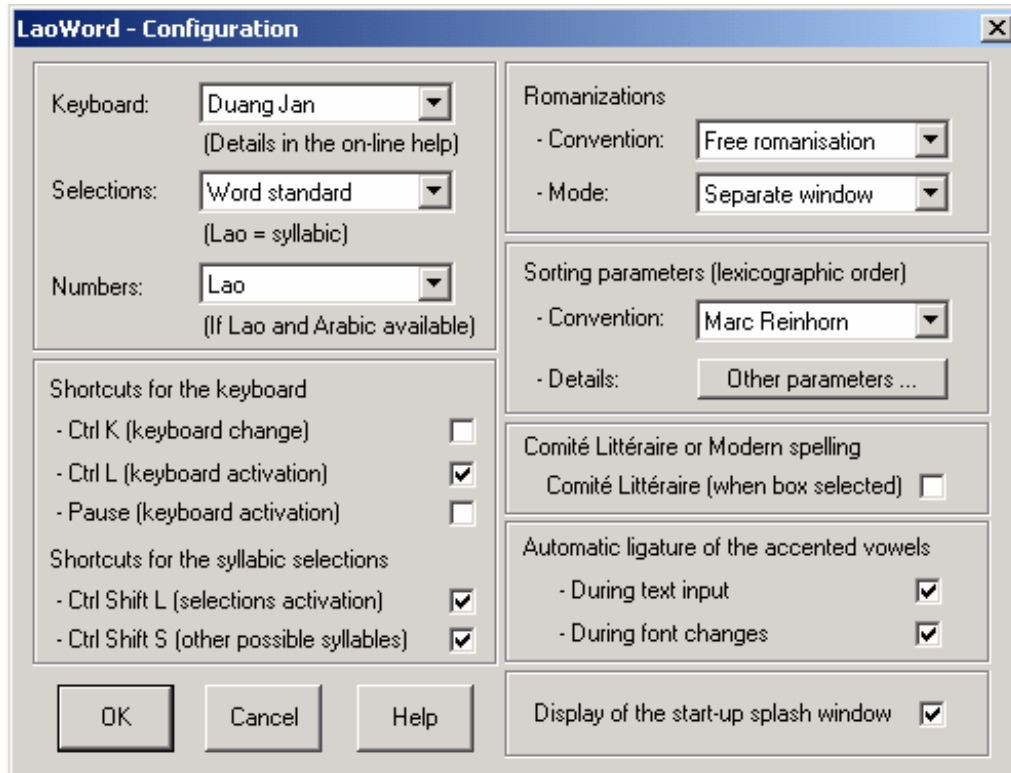 LaoWord - Configuration
Keyboard: Duang Jan
(Details in the on-line help)
Selections: Word standard
(Lao = syllabic)
Numbers: Lao
(If Lao and Arabic available)
Shortcuts for the keyboard
- Ctrl K (keyboard change)
- Ctrl L (keyboard activation)
- Pause (keyboard activation)
Shortcuts for the syllabic selections
- Ctrl Shift L (selections activation)
- Ctrl Shift S (other possible syllables)
OK Cancel Help
Romanizations
- Convention: Free romanisation
- Mode: Separate window
Sorting parameters (lexicographic order)
- Convention: Marc Reinhorn
- Details: Other parameters ...
Comité Littéraire or Modern spelling
Comité Littéraire (when box selected)
Automatic ligature of the accented vowels
- During text input
- During font changes
Display of the start-up splash window